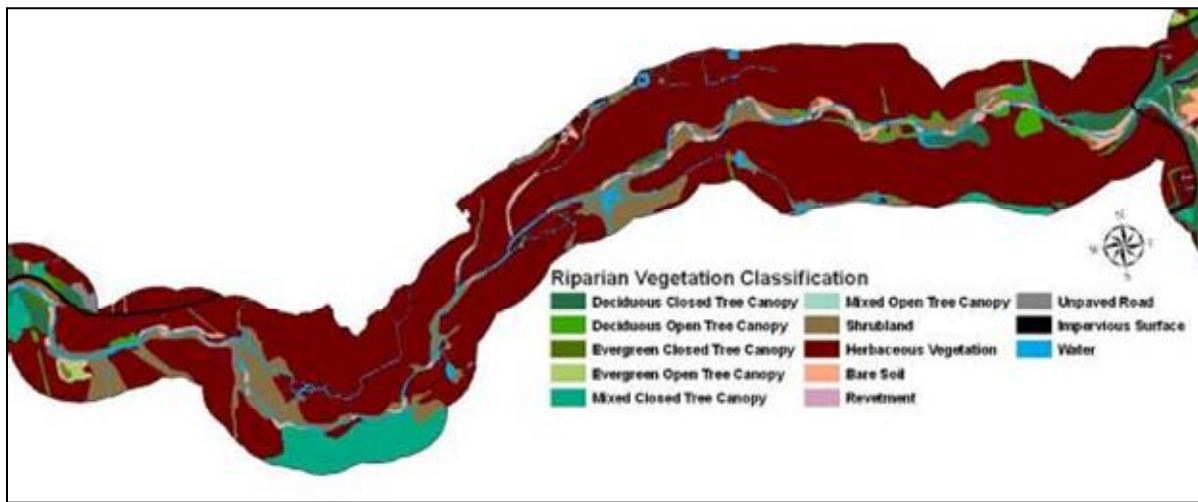 N
W E
S
Riparian Vegetation Classification
Deciduous Closed Tree Canopy
Deciduous Open Tree Canopy
Evergreen Closed Tree Canopy
Evergreen Open Tree Canopy
Mixed Closed Tree Canopy
Mixed Open Tree Canopy
Shrubland
Herbaceous Vegetation
Bare Soil
Revetment
Unpaved Road
Impervious Surface
Water